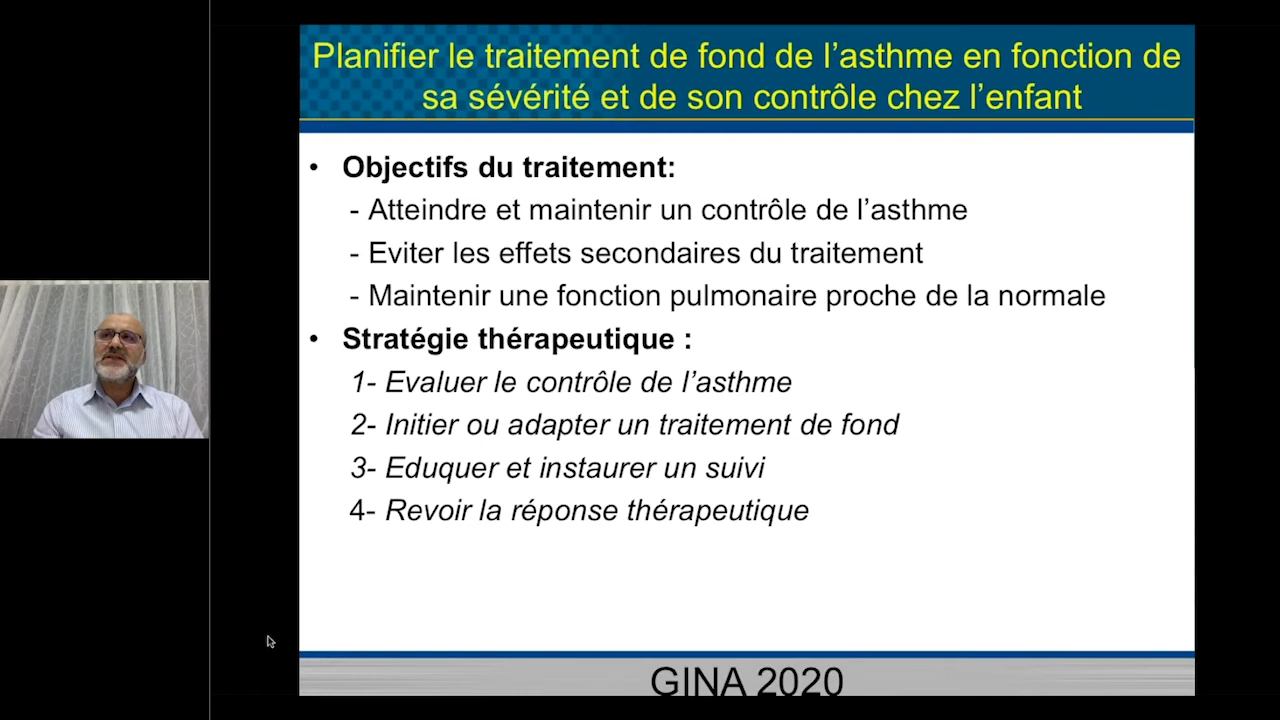 Planifier le traitement de fond de l’asthme en fonction de
sa sévérité et de son contrôle chez l’enfant
• Objectifs du traitement:
- Atteindre et maintenir un contrôle de l’asthme
- Eviter les effets secondaires du traitement
- Maintenir une fonction pulmonaire proche de la normale
• Stratégie thérapeutique :
1- Evaluer le contrôle de l’asthme
2- Initier ou adapter un traitement de fond
3- Eduquer et instaurer un suivi
4- Revoir la réponse thérapeutique
GINA 2020